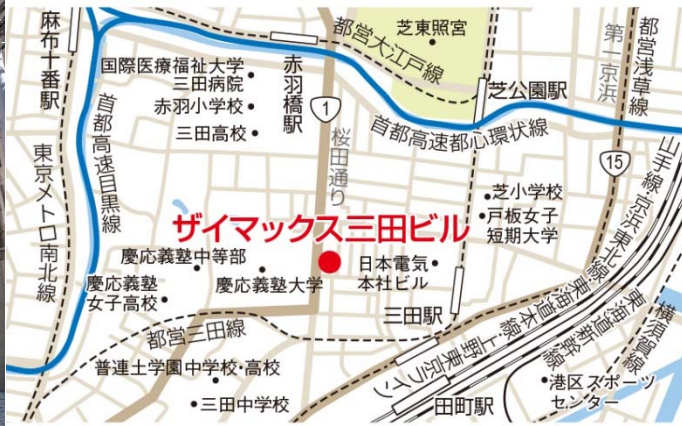 麻布十番駅
国際医療福祉大学
三田病院
赤羽小学校
三田高校
首都高速目黒線
東京メトロ南北線
赤羽橋駅
都営大江戸線
芝東照宮
1
桜田通り
首都高速都心環状線
芝公園駅
第一京浜
都営浅草線
15
山手線・京浜東北線
芝小学校
戸板女子
短期大学
ザイマックス三田ビル
慶応義塾中等部
慶応義塾
女子高校
慶応義塾大学
日本電気
本社ビル
三田駅
都営三田線
普連土学園中学校・高校
三田中学校
東海道本線
上野東京ライン
東海道新幹線
横須賀線
田町駅
港区スポーツ
センター